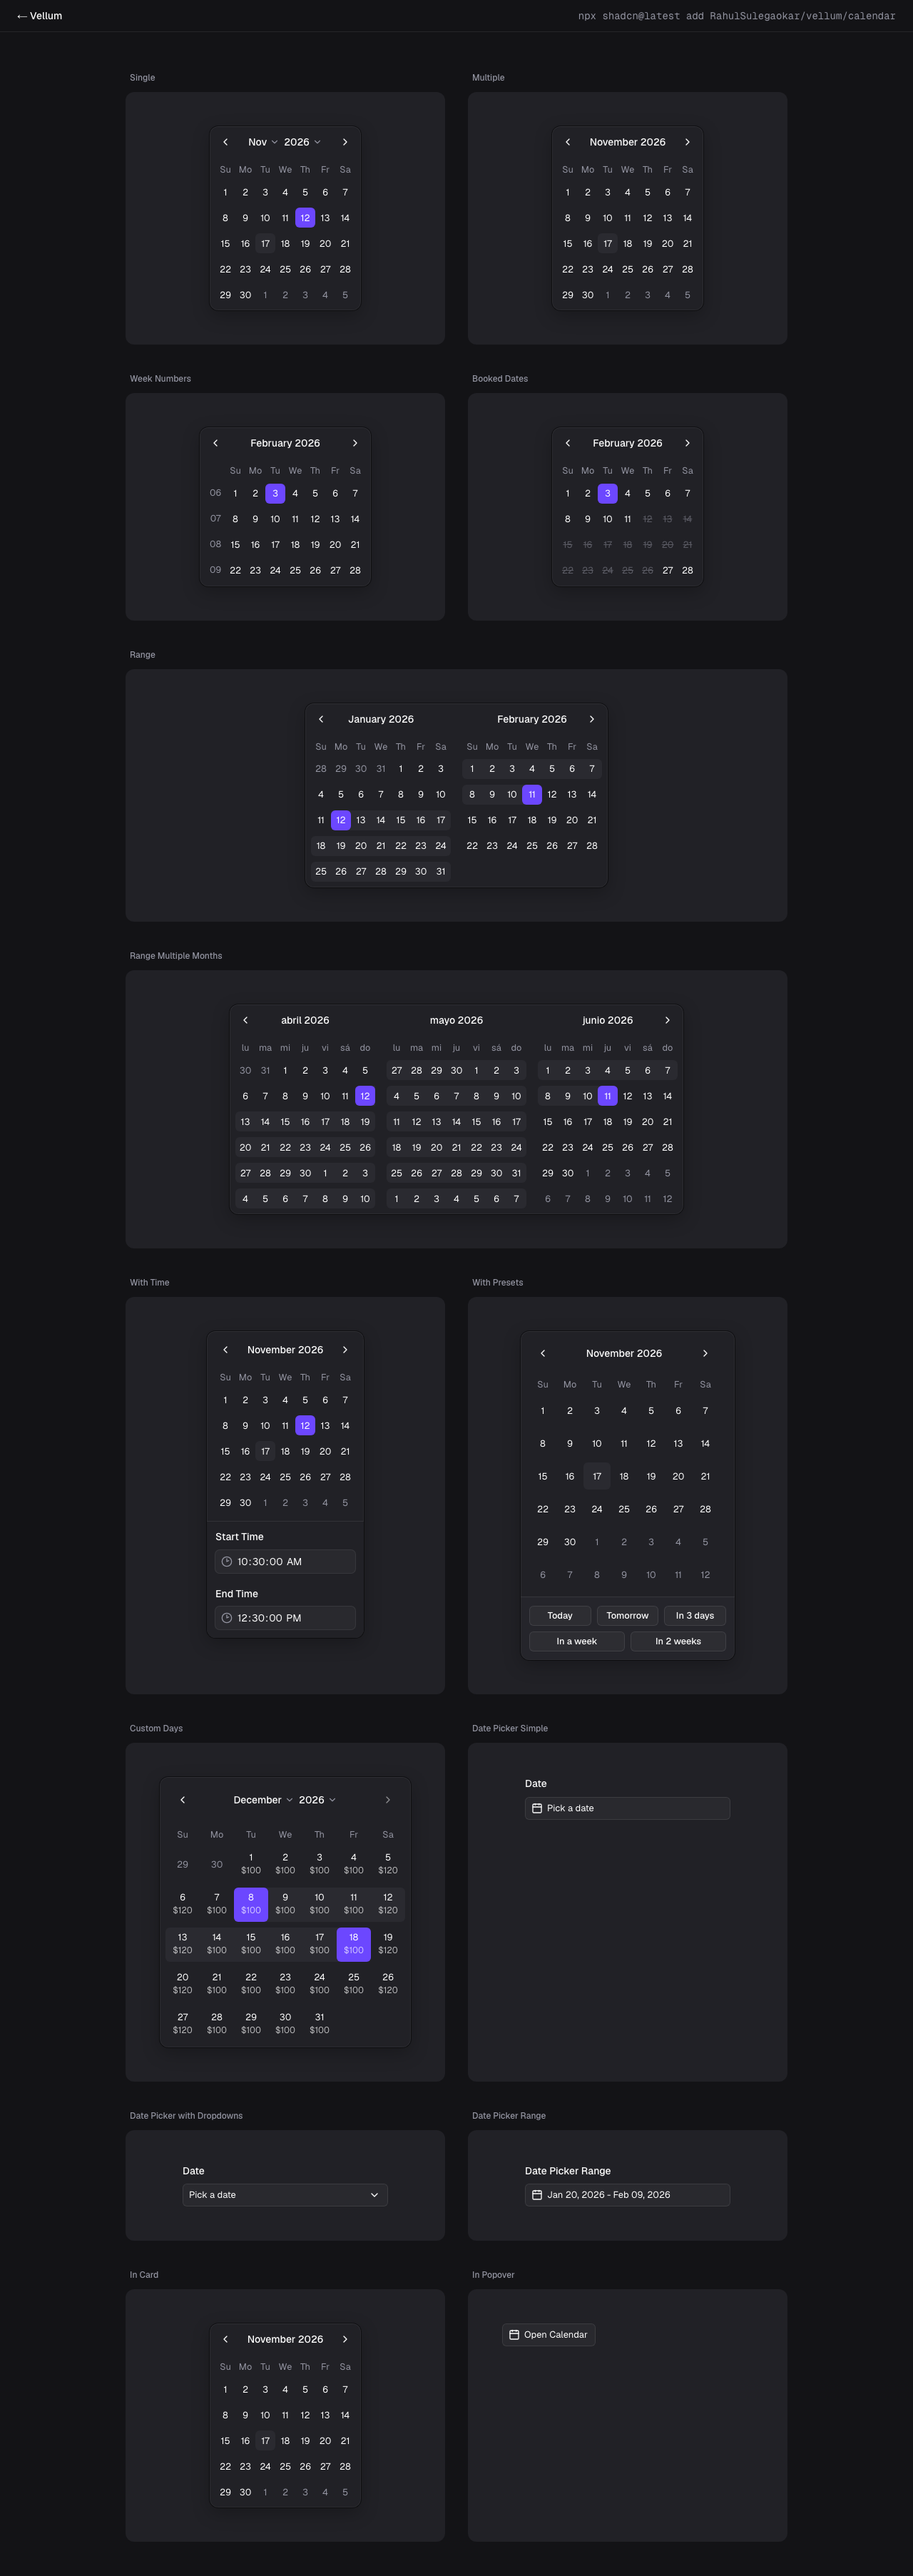 ← Vellum
npx shadcn@latest add RahulSulegaokar/vellum/calendar
Single
Nov 2026
Su Mo Tu We Th Fr Sa
1 2 3 4 5 6 7
8 9 10 11 12 13 14
15 16 17 18 19 20 21
22 23 24 25 26 27 28
29 30 1 2 3 4 5
Multiple
November 2026
Su Mo Tu We Th Fr Sa
1 2 3 4 5 6 7
8 9 10 11 12 13 14
15 16 17 18 19 20 21
22 23 24 25 26 27 28
29 30 1 2 3 4 5
Week Numbers
February 2026
Su Mo Tu We Th Fr Sa
06 1 2 3 4 5 6 7
07 8 9 10 11 12 13 14
08 15 16 17 18 19 20 21
09 22 23 24 25 26 27 28
Booked Dates
February 2026
Su Mo Tu We Th Fr Sa
1 2 3 4 5 6 7
8 9 10 11 12 13 14
15 16 17 18 19 20 21
22 23 24 25 26 27 28
Range
January 2026
Su Mo Tu We Th Fr Sa
28 29 30 31 1 2 3
4 5 6 7 8 9 10
11 12 13 14 15 16 17
18 19 20 21 22 23 24
25 26 27 28 29 30 31
February 2026
Su Mo Tu We Th Fr Sa
1 2 3 4 5 6 7
8 9 10 11 12 13 14
15 16 17 18 19 20 21
22 23 24 25 26 27 28
Range Multiple Months
abril 2026
lu ma mi ju vi sá do
30 31 1 2 3 4 5
6 7 8 9 10 11 12
13 14 15 16 17 18 19
20 21 22 23 24 25 26
27 28 29 30 1 2 3
4 5 6 7 8 9 10
mayo 2026
lu ma mi ju vi sá do
27 28 29 30 1 2 3
4 5 6 7 8 9 10
11 12 13 14 15 16 17
18 19 20 21 22 23 24
25 26 27 28 29 30 31
1 2 3 4 5 6 7
junio 2026
lu ma mi ju vi sá do
1 2 3 4 5 6 7
8 9 10 11 12 13 14
15 16 17 18 19 20 21
22 23 24 25 26 27 28
29 30 1 2 3 4 5
6 7 8 9 10 11 12
With Time
November 2026
Su Mo Tu We Th Fr Sa
1 2 3 4 5 6 7
8 9 10 11 12 13 14
15 16 17 18 19 20 21
22 23 24 25 26 27 28
29 30 1 2 3 4 5
Start Time
10:30:00 AM
End Time
12:30:00 PM
With Presets
November 2026
Su Mo Tu We Th Fr Sa
1 2 3 4 5 6 7
8 9 10 11 12 13 14
15 16 17 18 19 20 21
22 23 24 25 26 27 28
29 30 1 2 3 4 5
6 7 8 9 10 11 12
Today Tomorrow In 3 days
In a week In 2 weeks
Custom Days
December 2026
Su Mo Tu We Th Fr Sa
29 30 1 2 3 4 5
$100 $100 $100 $100 $120
6 7 8 9 10 11 12
$120 $100 $100 $100 $100 $100 $120
13 14 15 16 17 18 19
$120 $100 $100 $100 $100 $100 $120
20 21 22 23 24 25 26
$120 $100 $100 $100 $100 $100 $120
27 28 29 30 31
$120 $100 $100 $100 $100
Date Picker Simple
Date
Pick a date
Date Picker with Dropdowns
Date
Pick a date
Date Picker Range
Date Picker Range
Jan 20, 2026 - Feb 09, 2026
In Card
November 2026
Su Mo Tu We Th Fr Sa
1 2 3 4 5 6 7
8 9 10 11 12 13 14
15 16 17 18 19 20 21
22 23 24 25 26 27 28
29 30 1 2 3 4 5
In Popover
Open Calendar